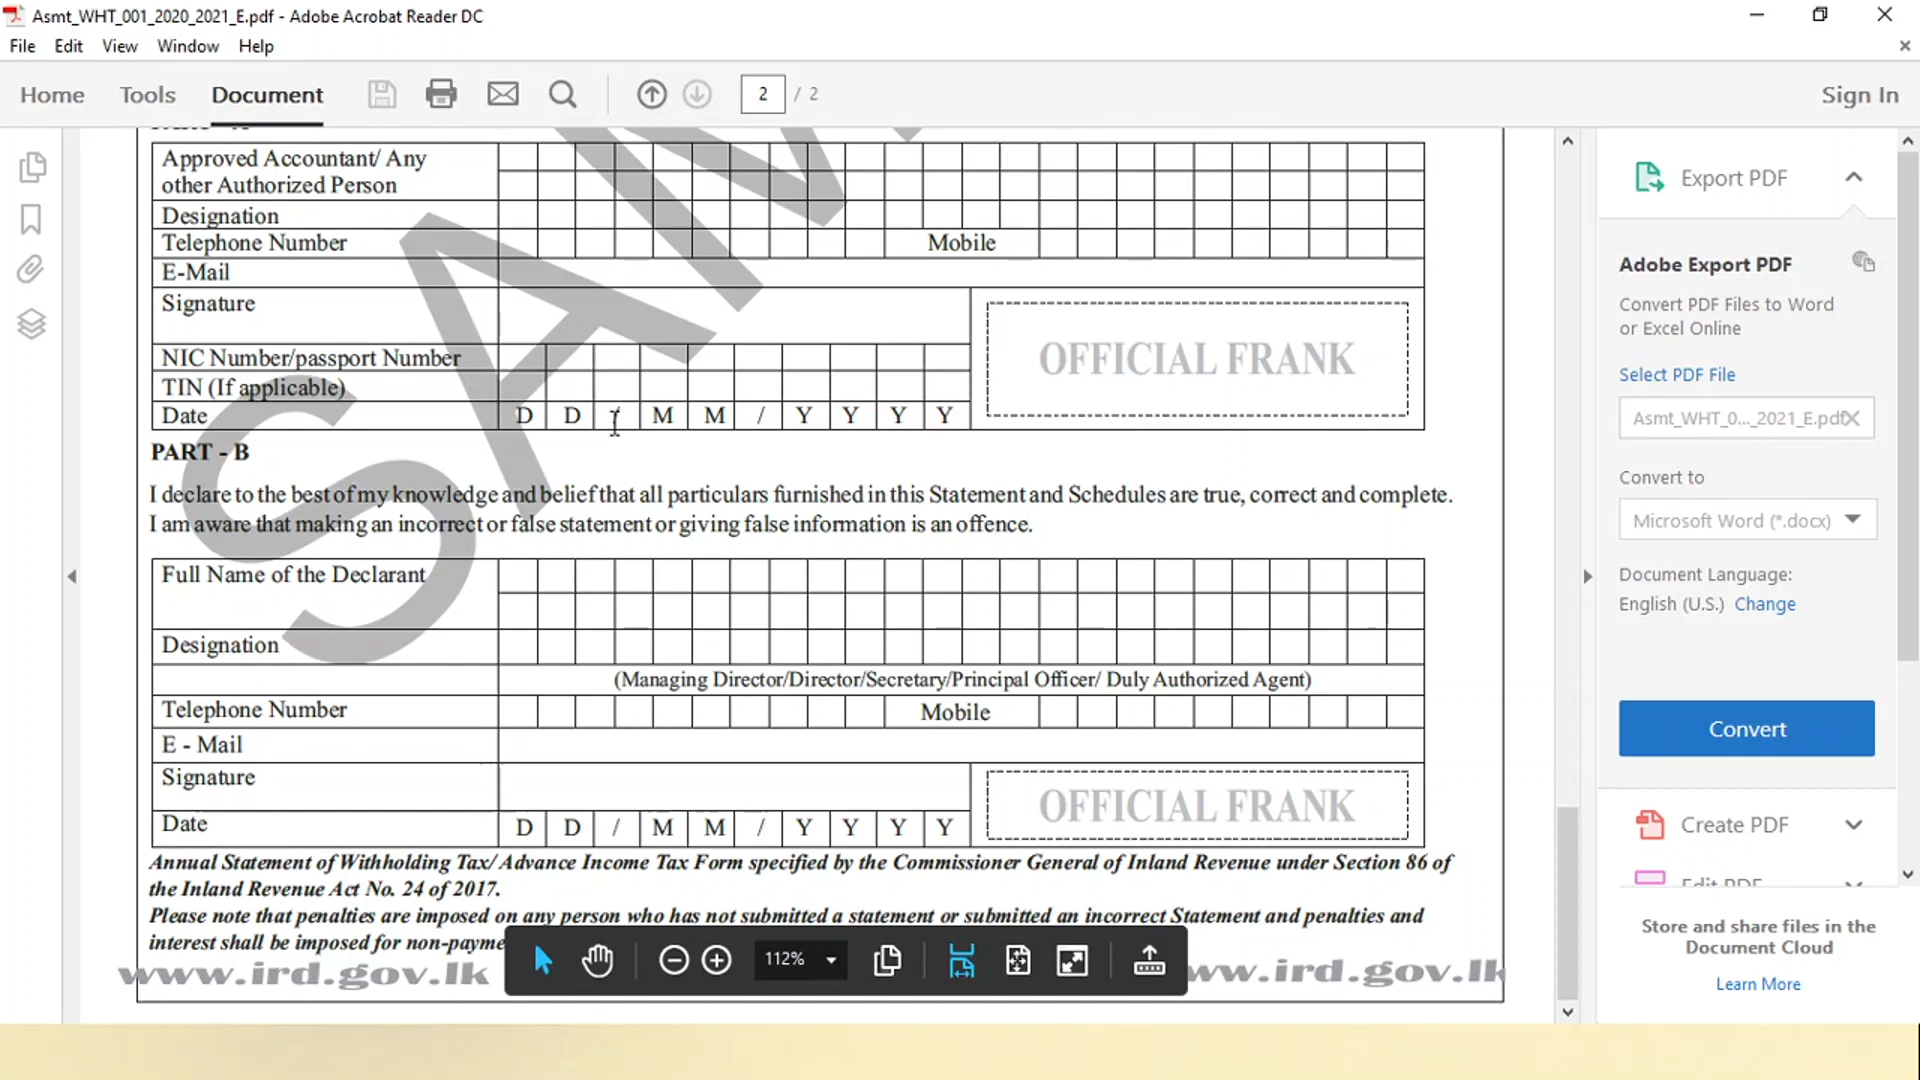 Asmt_WHT_001_2020_2021_E.pdf - Adobe Acrobat Reader DC
File Edit View Window Help
Home Tools Document 2 / 2 Sign In
Approved Accountant/ Any
other Authorized Person
Designation
Telephone Number Mobile
E-Mail
Signature
OFFICIAL FRANK
NIC Number/passport Number
TIN (If applicable)
Date D D / M M / Y Y Y Y
PART - B
I declare to the best of my knowledge and belief that all particulars furnished in this Statement and Schedules are true, correct and complete.
I am aware that making an incorrect or false statement or giving false information is an offence.
Full Name of the Declarant
Designation
(Managing Director/Director/Secretary/Principal Officer/ Duly Authorized Agent)
Telephone Number Mobile
E - Mail
Signature
OFFICIAL FRANK
Date D D / M M / Y Y Y Y
Annual Statement of Withholding Tax/ Advance Income Tax Form specified by the Commissioner General of Inland Revenue under Section 86 of
the Inland Revenue Act No. 24 of 2017.
Please note that penalties are imposed on any person who has not submitted a statement or submitted an incorrect Statement and penalties and
interest shall be imposed for non-payme
www.ird.gov.lk ww.ird.gov.lk
112%
SAM
Export PDF
Adobe Export PDF
Convert PDF Files to Word
or Excel Online
Select PDF File
Asmt_WHT_0..._2021_E.pdf
Convert to
Microsoft Word (*.docx)
Document Language:
English (U.S.) Change
Convert
Create PDF
Edit PDF
Store and share files in the
Document Cloud
Learn More